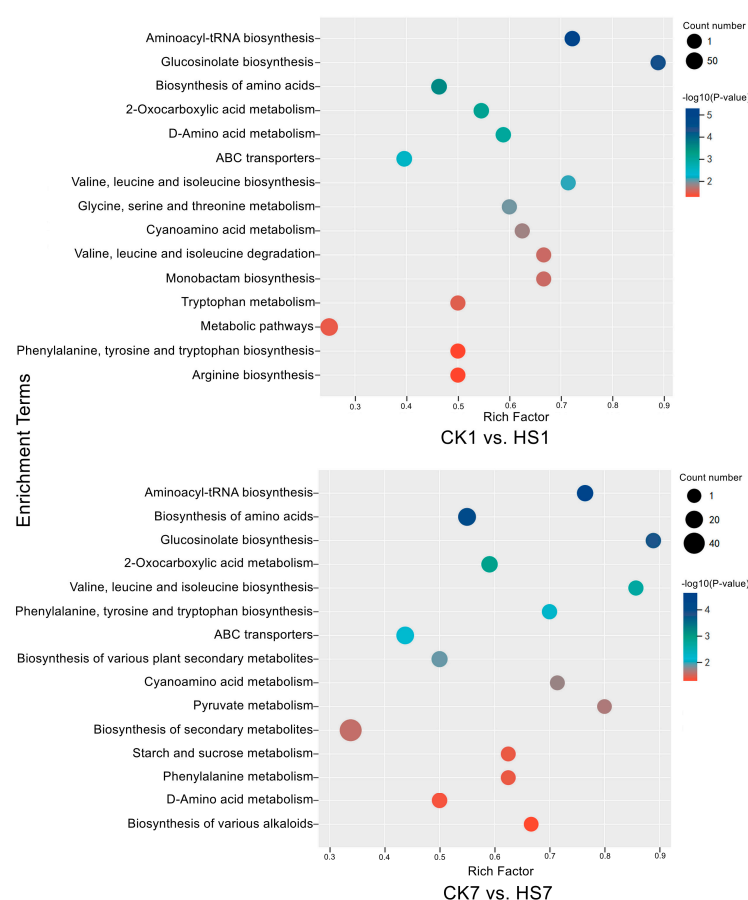 Enrichment Terms
Aminoacyl-tRNA biosynthesis
Glucosinolate biosynthesis
Biosynthesis of amino acids
2-Oxocarboxylic acid metabolism
D-Amino acid metabolism
ABC transporters
Valine, leucine and isoleucine biosynthesis
Glycine, serine and threonine metabolism
Cyanoamino acid metabolism
Valine, leucine and isoleucine degradation
Monobactam biosynthesis
Tryptophan metabolism
Metabolic pathways
Phenylalanine, tyrosine and tryptophan biosynthesis
Arginine biosynthesis
0.3 0.4 0.5 0.6 0.7 0.8 0.9
Rich Factor
CK1 vs. HS1
Count number
1
50
-log10(P-value)
5
4
3
2
Aminoacyl-tRNA biosynthesis
Biosynthesis of amino acids
Glucosinolate biosynthesis
2-Oxocarboxylic acid metabolism
Valine, leucine and isoleucine biosynthesis
Phenylalanine, tyrosine and tryptophan biosynthesis
ABC transporters
Biosynthesis of various plant secondary metabolites
Cyanoamino acid metabolism
Pyruvate metabolism
Biosynthesis of secondary metabolites
Starch and sucrose metabolism
Phenylalanine metabolism
D-Amino acid metabolism
Biosynthesis of various alkaloids
0.3 0.4 0.5 0.6 0.7 0.8 0.9
Rich Factor
CK7 vs. HS7
Count number
1
20
40
-log10(P-value)
4
3
2